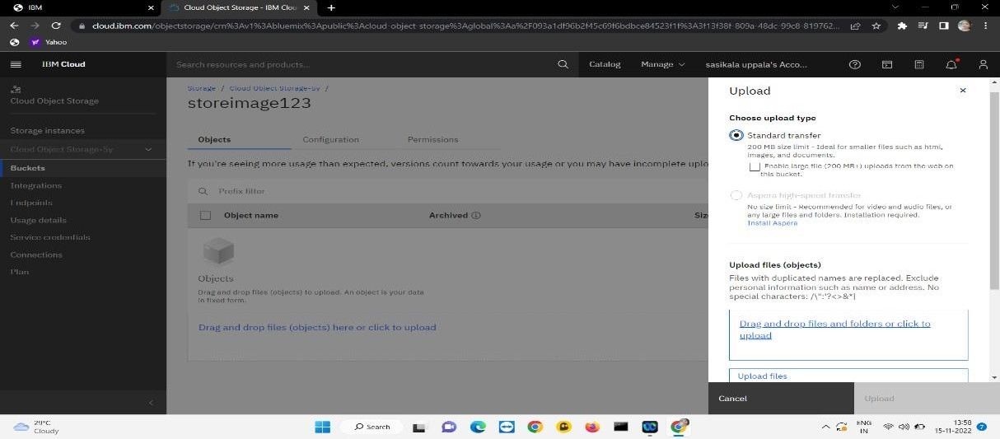 IBM
Cloud Object Storage - IBM Clou
cloud.ibm.com/objectstorage/crn%3Av1%3Abluemix%3Apublic%3Acloud-object-storage%3Aglobal%3Aa%2F093a1df96b2f45c69f6bdbce84523f1f%3A3f13f38f-809a-48dc-99c8-819762...
Yahoo
IBM Cloud
Search resources and products...
Catalog
Manage
sasikala uppala's Acco...
Cloud Object Storage
Storage instances
Cloud Object Storage-5y
Buckets
Integrations
Endpoints
Usage details
Service credentials
Connections
Plan
Storage / Cloud Object Storage-5y /
storeimage123
Objects
Configuration
Permissions
If you're seeing more usage than expected, versions count towards your usage or you may have incomplete uplo
Prefix filter
Object name
Archived
Siz
Objects
Drag and drop files (objects) to upload. An object is your data
in fixed form.
Drag and drop files (objects) here or click to upload
Upload
Choose upload type
Standard transfer
200 MB size limit - Ideal for smaller files such as html,
images, and documents.
Enable large file (200 MB+) uploads from the web on
this bucket.
Aspera high-speed transfer
No size limit - Recommended for video and audio files, or
any large files and folders. Installation required.
Install Aspera
Upload files (objects)
Files with duplicated names are replaced. Exclude
personal information such as name or address. No
special characters: /\":'?<>&*|
Drag and drop files and folders or click to
upload
Upload files
Cancel
Upload
29°C
Cloudy
Search
ENG
IN
13:58
15-11-2022
7